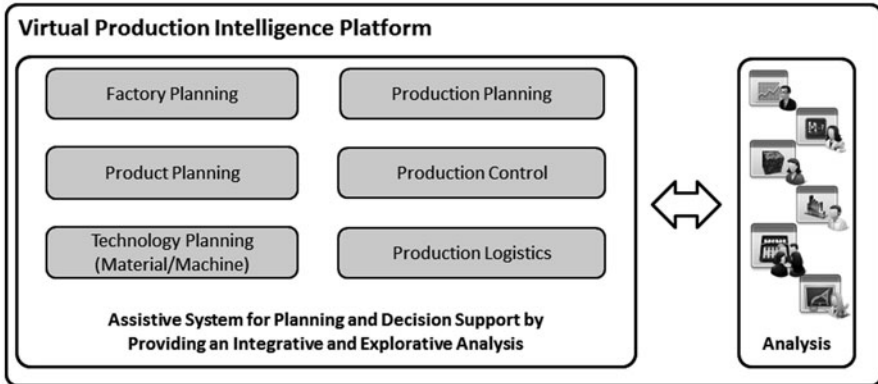 Virtual Production Intelligence Platform
Factory Planning
Production Planning
Product Planning
Production Control
Technology Planning
(Material/Machine)
Production Logistics
Assistive System for Planning and Decision Support by
Providing an Integrative and Explorative Analysis
Analysis